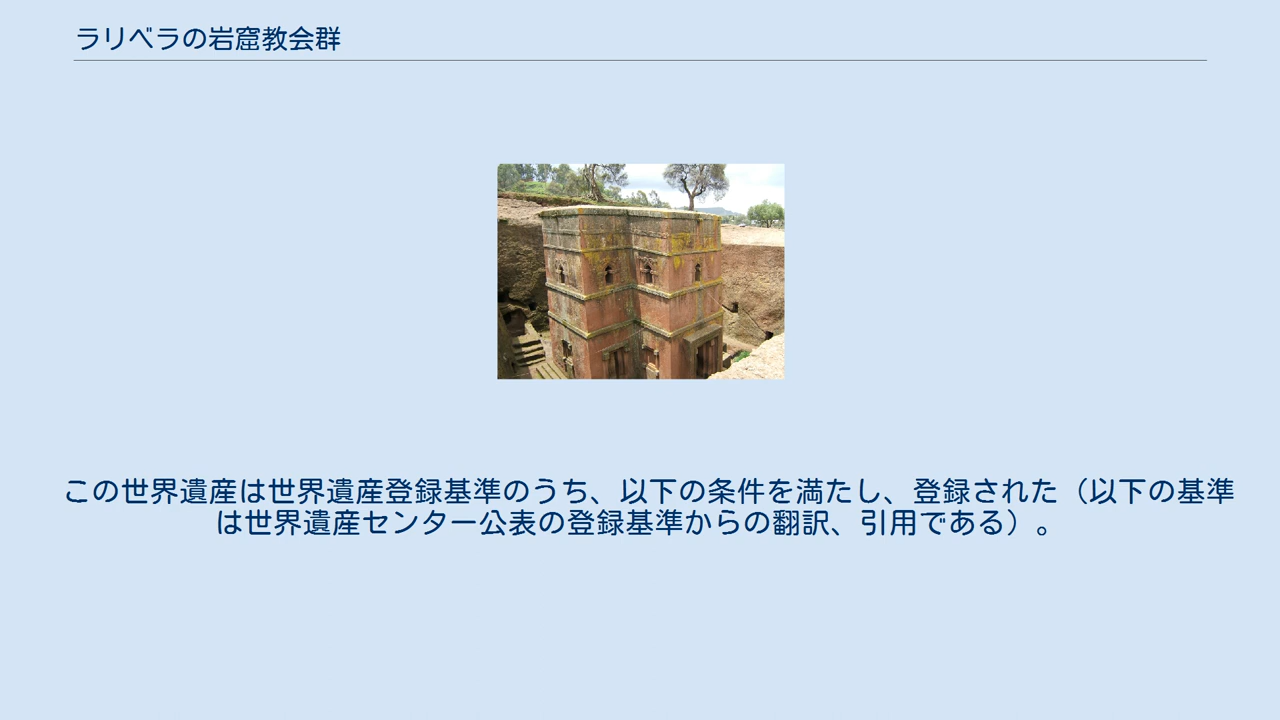 ラリベラの岩窟教会群
この世界遺産は世界遺産登録基準のうち、以下の条件を満たし、登録された（以下の基準
は世界遺産センター公表の登録基準からの翻訳、引用である）。